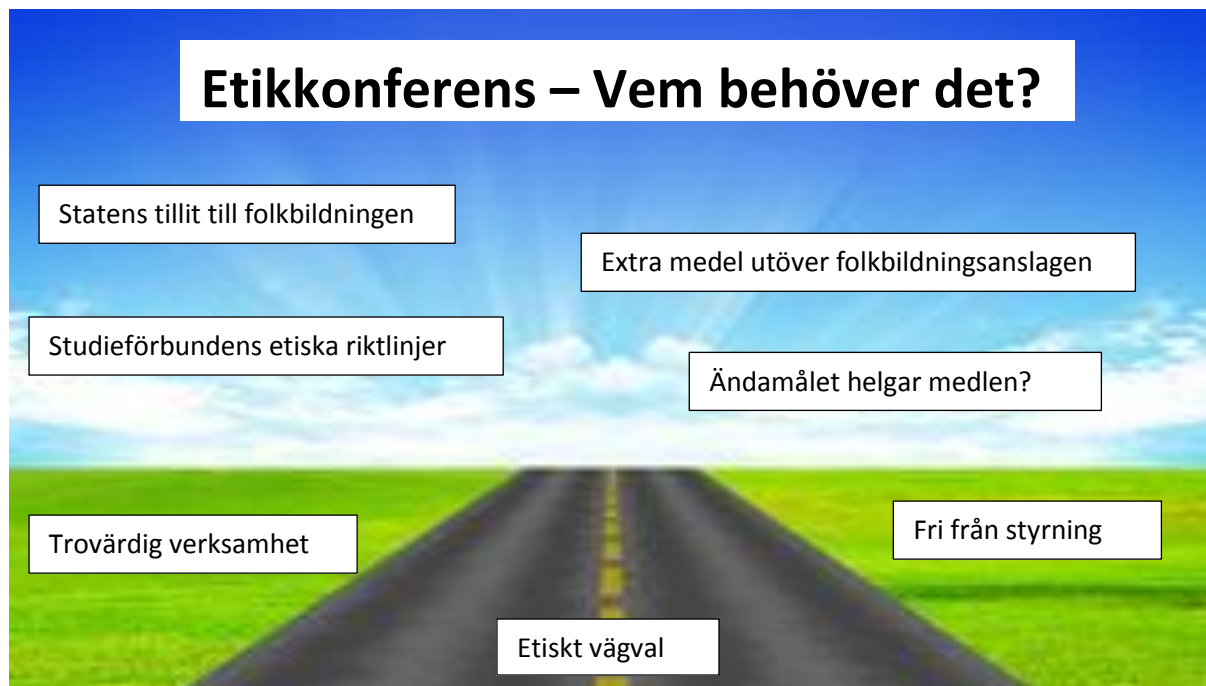 Etikkonferens – Vem behöver det?
Statens tillit till folkbildningen
Extra medel utöver folkbildningsanslagen
Studieförbundens etiska riktlinjer
Ändamålet helgar medlen?
Trovärdig verksamhet
Fri från styrning
Etiskt vägval